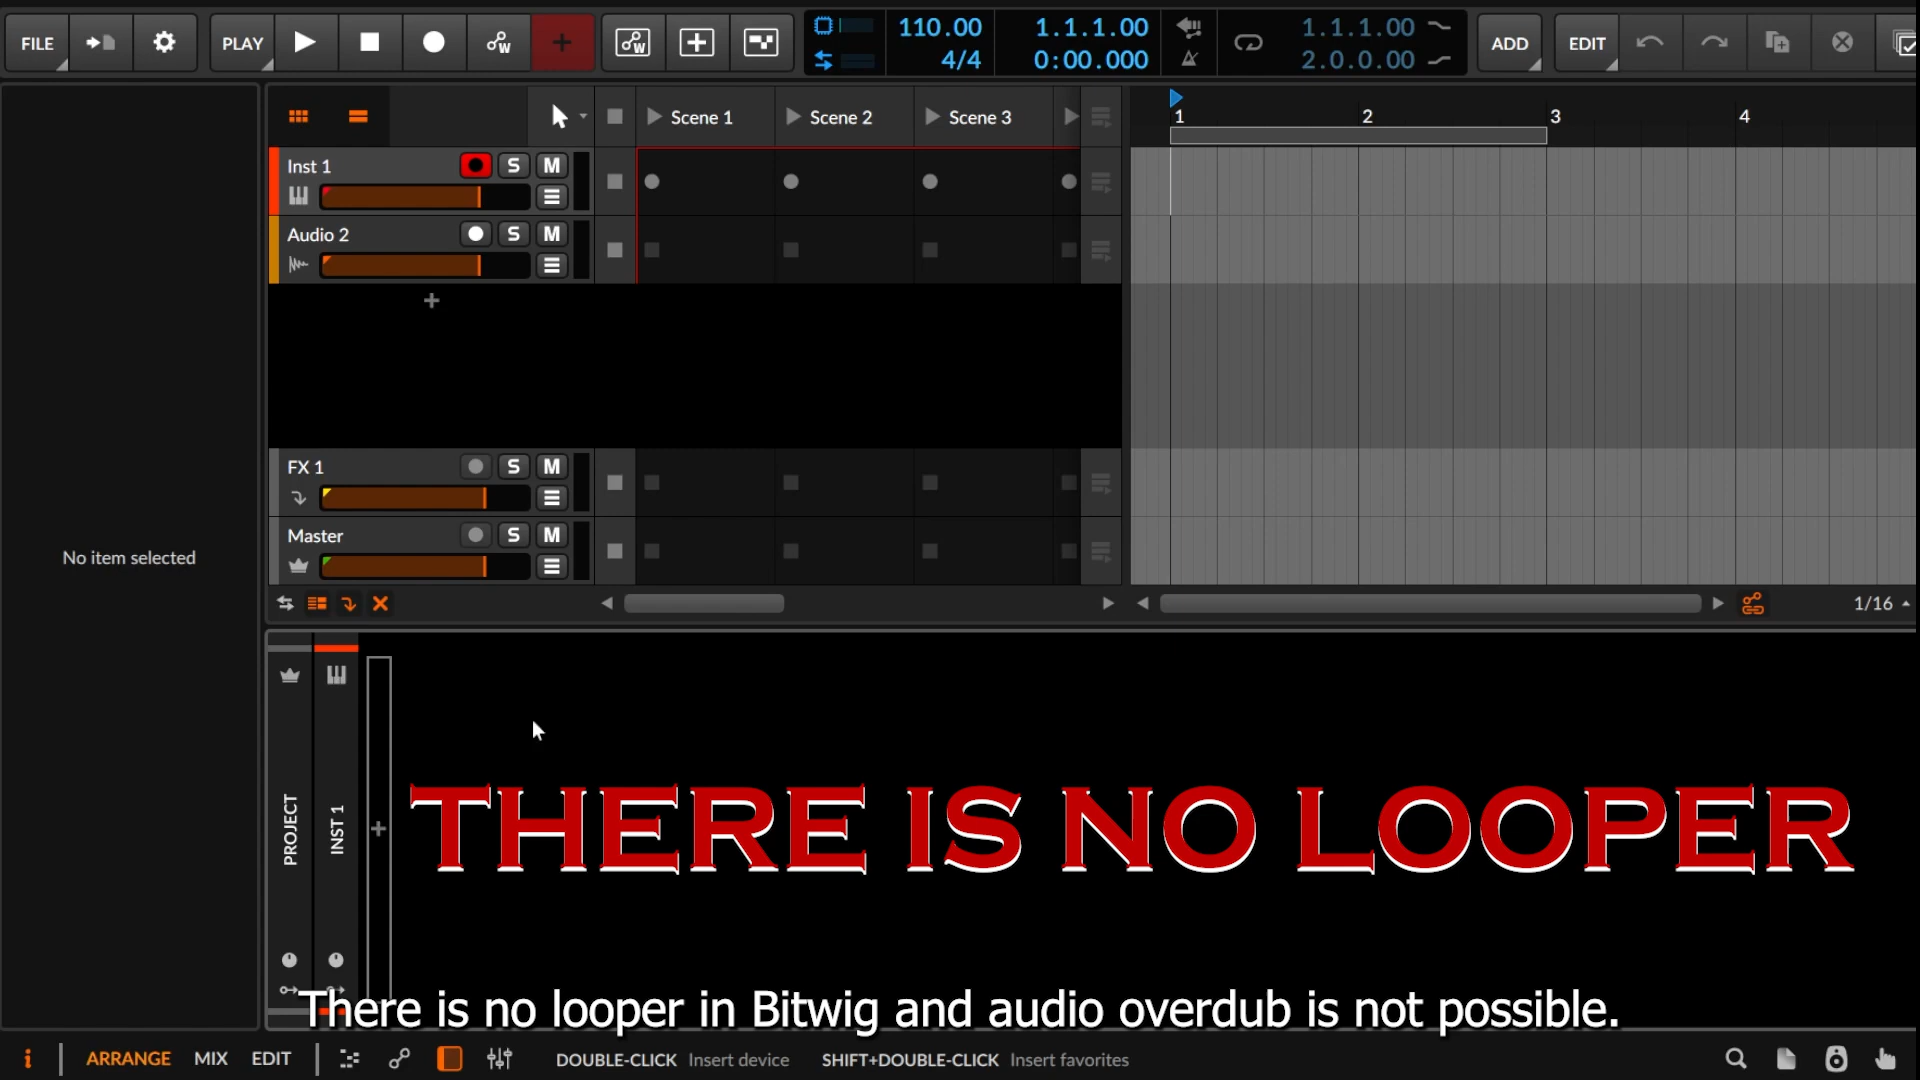 FILE PLAY 110.00 1.1.1.00 1.1.1.00 ADD EDIT
4/4 0:00.000 2.0.0.00
Scene 1 Scene 2 Scene 3 1 2 3 4
Inst 1 S M
Audio 2 S M
FX 1 S M
No item selected
Master S M
1/16
PROJECT
INST 1
THERE IS NO LOOPER
There is no looper in Bitwig and audio overdub is not possible.
ARRANGE MIX EDIT DOUBLE-CLICK Insert device SHIFT+DOUBLE-CLICK Insert favorites